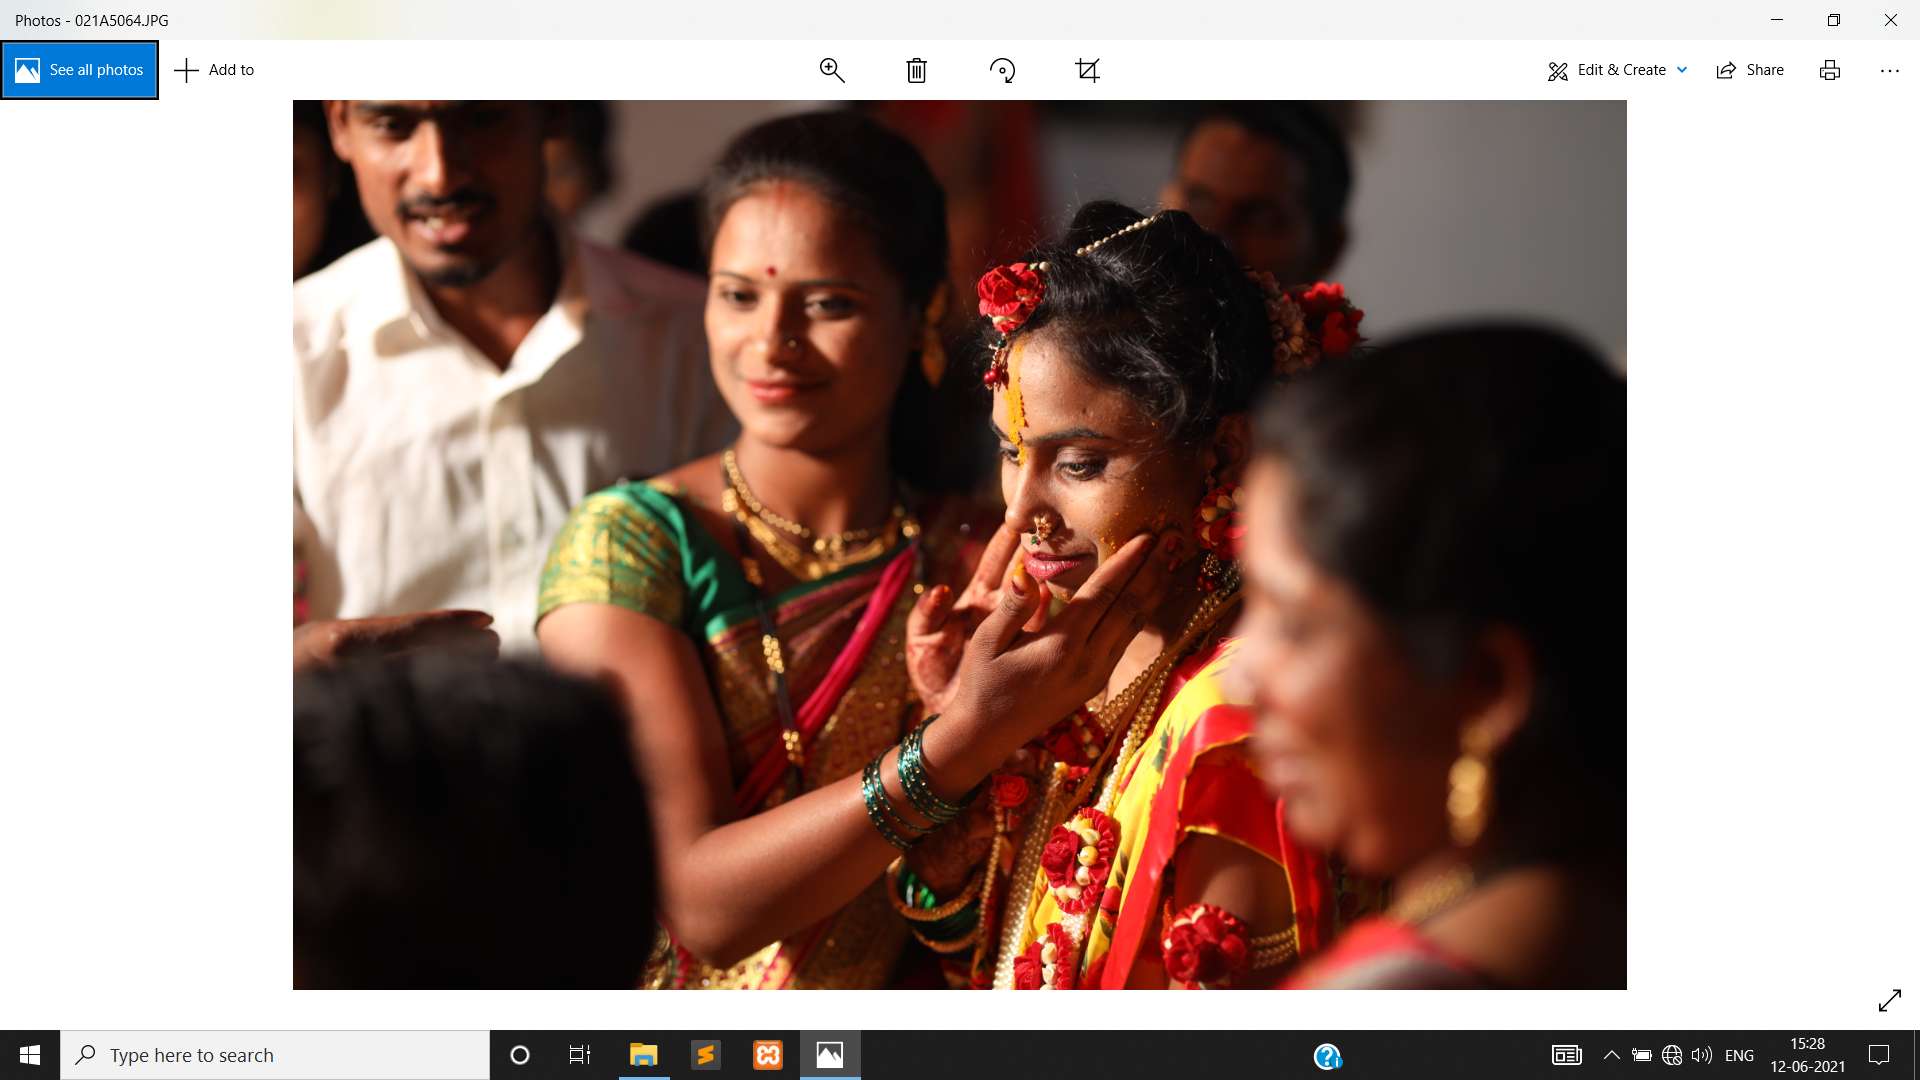 Photos - 021A5064.JPG
See all photos
Add to
Edit & Create
Share
Type here to search
ENG
15:28
12-06-2021